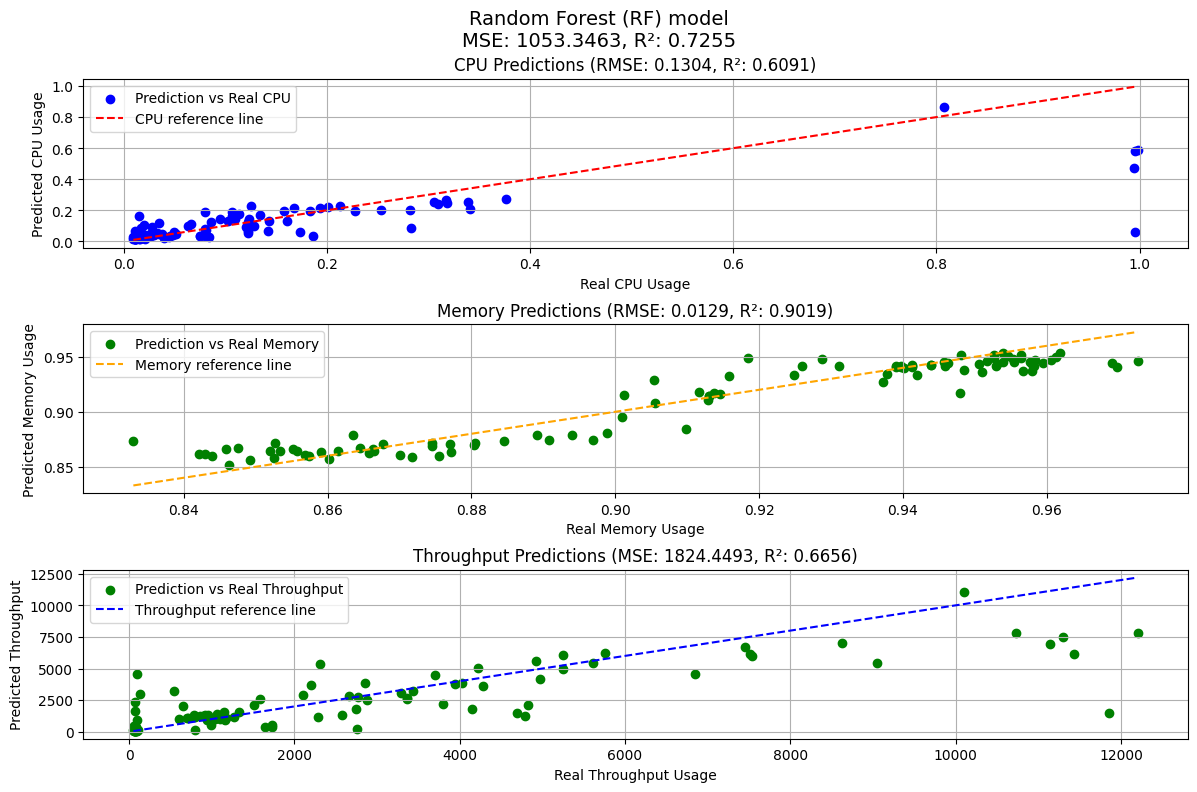 Random Forest (RF) model
MSE: 1053.3463, R²: 0.7255
CPU Predictions (RMSE: 0.1304, R²: 0.6091)
Predicted CPU Usage
1.0
0.8
0.6
0.4
0.2
0.0
Prediction vs Real CPU
CPU reference line
0.0 0.2 0.4 0.6 0.8 1.0
Real CPU Usage
Memory Predictions (RMSE: 0.0129, R²: 0.9019)
Predicted Memory Usage
0.95
0.90
0.85
Prediction vs Real Memory
Memory reference line
0.84 0.86 0.88 0.90 0.92 0.94 0.96
Real Memory Usage
Throughput Predictions (MSE: 1824.4493, R²: 0.6656)
Predicted Throughput
12500
10000
7500
5000
2500
0
Prediction vs Real Throughput
Throughput reference line
0 2000 4000 6000 8000 10000 12000
Real Throughput Usage